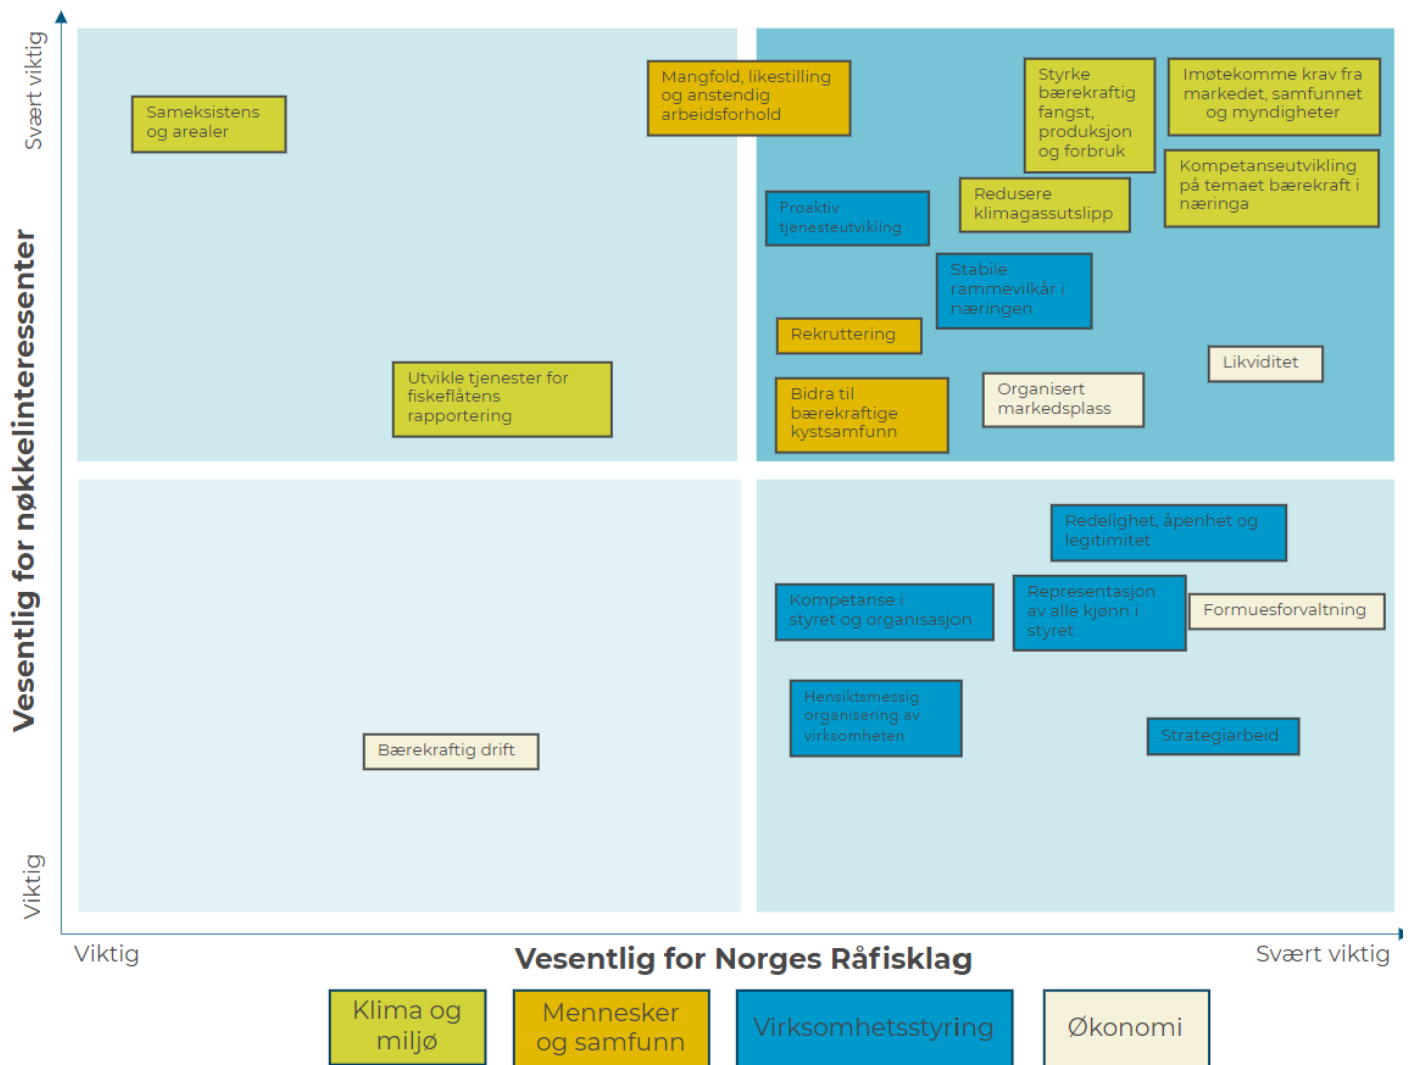 Svært viktig
Vesentlig for nøkkelinteressenter
Viktig
Sameksistens
og arealer
Mangfold, likestilling
og anstendig
arbeidsforhold
Styrke
bærekraftig
fangst,
produksjon
og forbruk
Imøtekomme krav fra
markedet, samfunnet
og myndigheter
Kompetanseutvikling
på temaet bærekraft i
næringa
Redusere
klimagassutslipp
Proaktiv
tjenesteutvikling
Stabile
rammevilkår i
næringen
Rekruttering
Likviditet
Utvikle tjenester for
fiskeflåtens
rapportering
Bidra til
bærekraftige
kystsamfunn
Organisert
markedsplass
Redelighet, åpenhet og
legitimitet
Kompetanse i
styret og organisasjon
Representasjon
av alle kjønn i
styret
Formuesforvaltning
Hensiktsmessig
organisering av
virksomheten
Strategiarbeid
Bærekraftig drift
Viktig
Vesentlig for Norges Råfisklag
Svært viktig
Klima og
miljø
Mennesker
og samfunn
Virksomhetsstyring
Økonomi